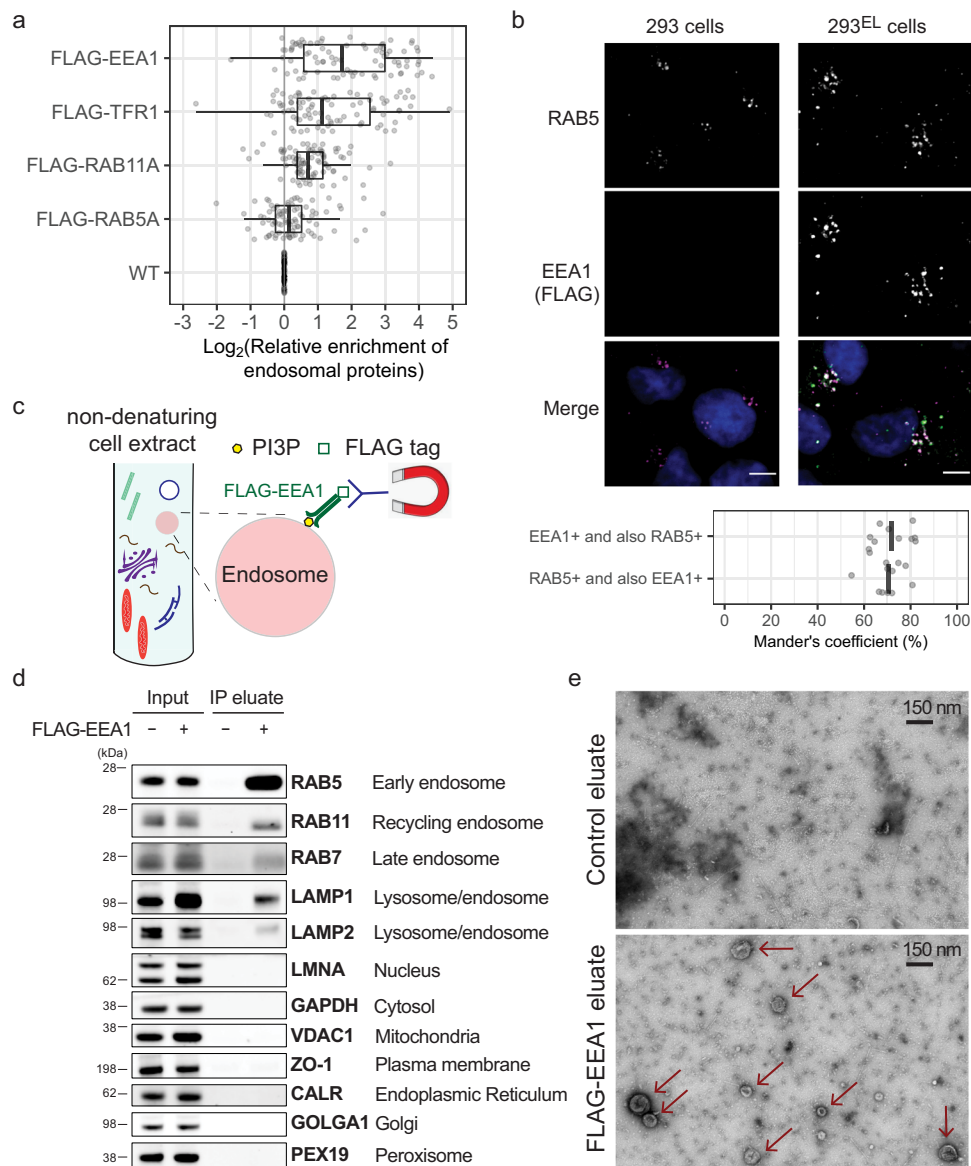 a
FLAG-EEA1
FLAG-TFR1
FLAG-RAB11A
FLAG-RAB5A
WT
-3 -2 -1 0 1 2 3 4 5
Log2(Relative enrichment of
endosomal proteins)
b
293 cells 293EL cells
RAB5
EEA1
(FLAG)
Merge
EEA1+ and also RAB5+
RAB5+ and also EEA1+
0 20 40 60 80 100
Mander's coefficient (%)
c
non-denaturing
cell extract
PI3P FLAG tag
FLAG-EEA1
Endosome
d
Input IP eluate
FLAG-EEA1 − + − +
(kDa)
28 RAB5 Early endosome
28 RAB11 Recycling endosome
28 RAB7 Late endosome
98 LAMP1 Lysosome/endosome
98 LAMP2 Lysosome/endosome
62 LMNA Nucleus
38 GAPDH Cytosol
38 VDAC1 Mitochondria
198 ZO-1 Plasma membrane
62 CALR Endoplasmic Reticulum
98 GOLGA1 Golgi
38 PEX19 Peroxisome
e
Control eluate
150 nm
FLAG-EEA1 eluate
150 nm